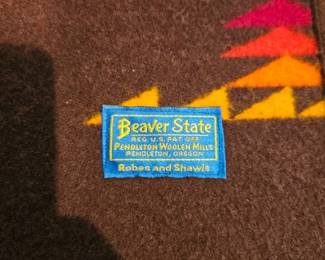 Beaver State
REG. U.S. PAT. OFF.
PENDLETON WOOLEN MILLS
PENDLETON, OREGON
Robes and Shawls